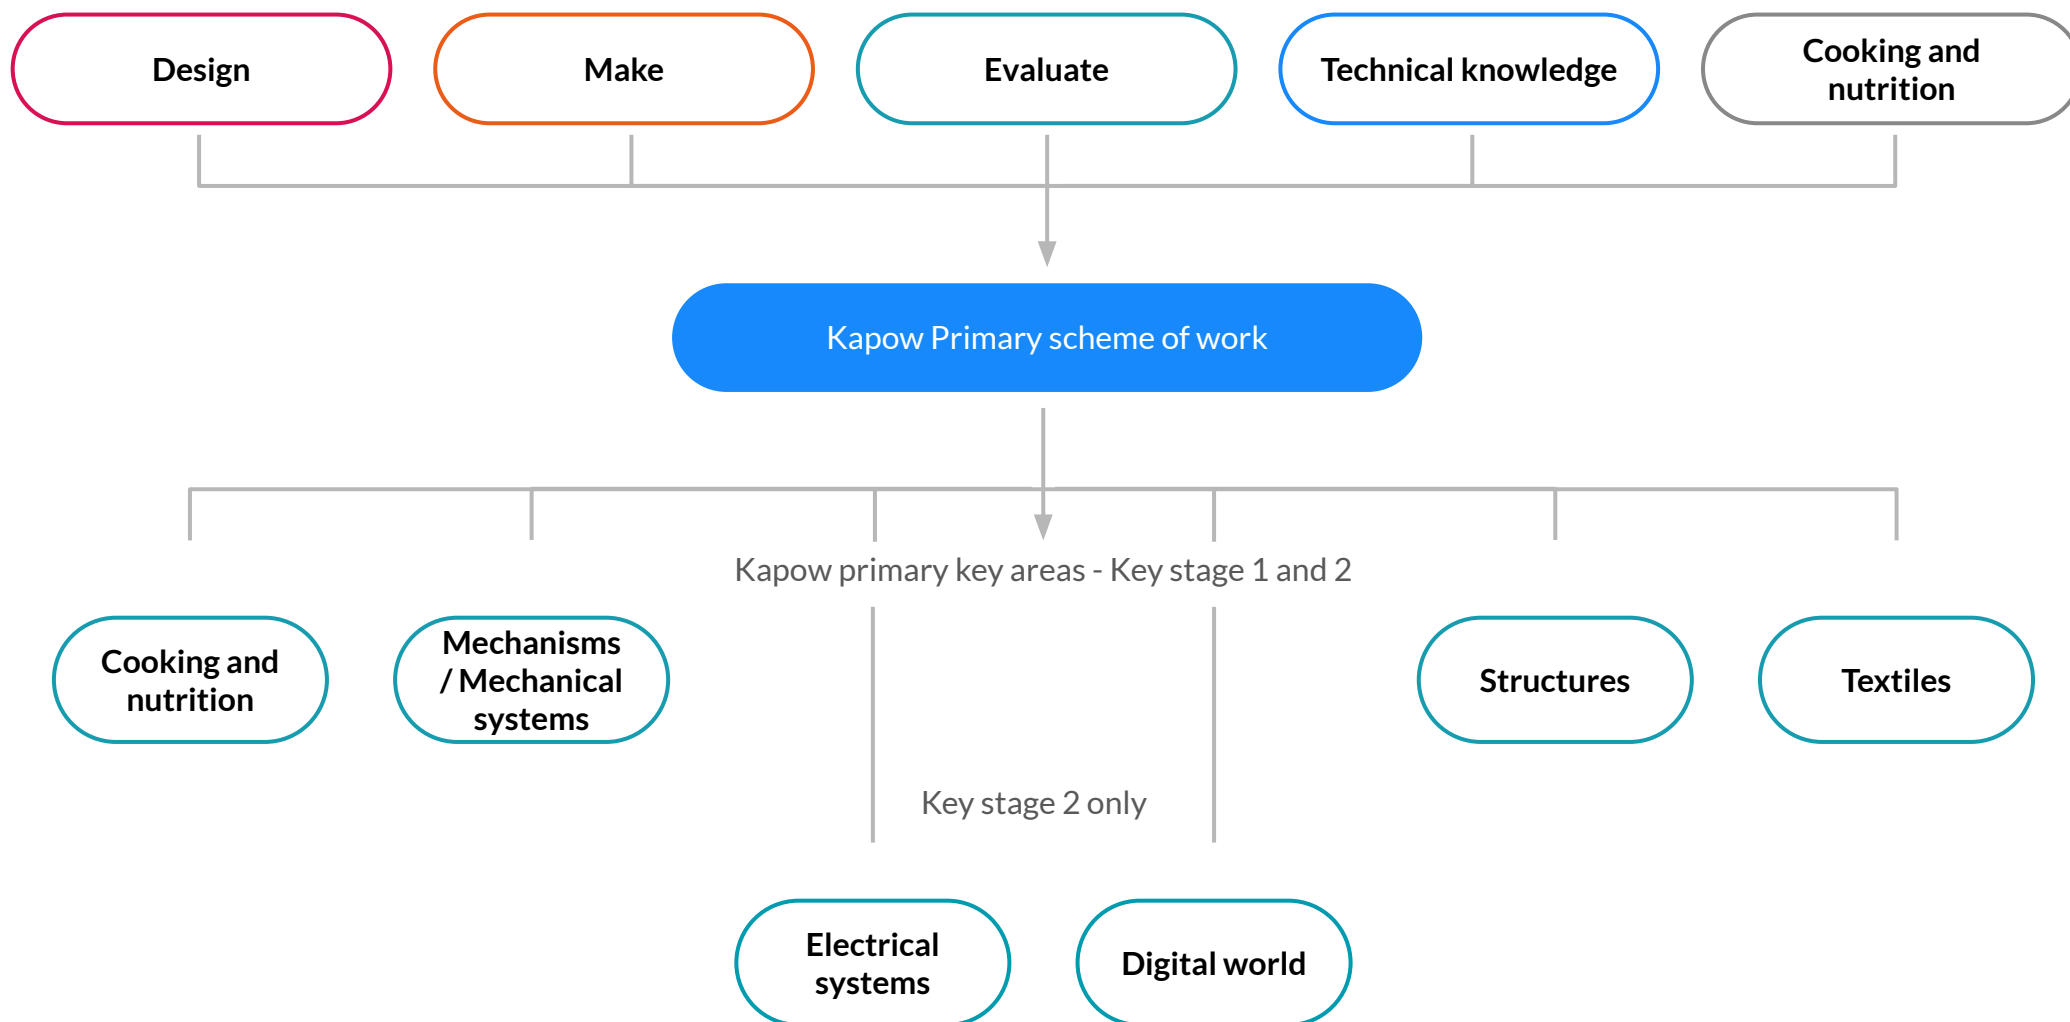 Design
Make
Evaluate
Technical knowledge
Cooking and
nutrition
Kapow Primary scheme of work
Kapow primary key areas - Key stage 1 and 2
Cooking and
nutrition
Mechanisms
/ Mechanical
systems
Structures
Textiles
Key stage 2 only
Electrical
systems
Digital world